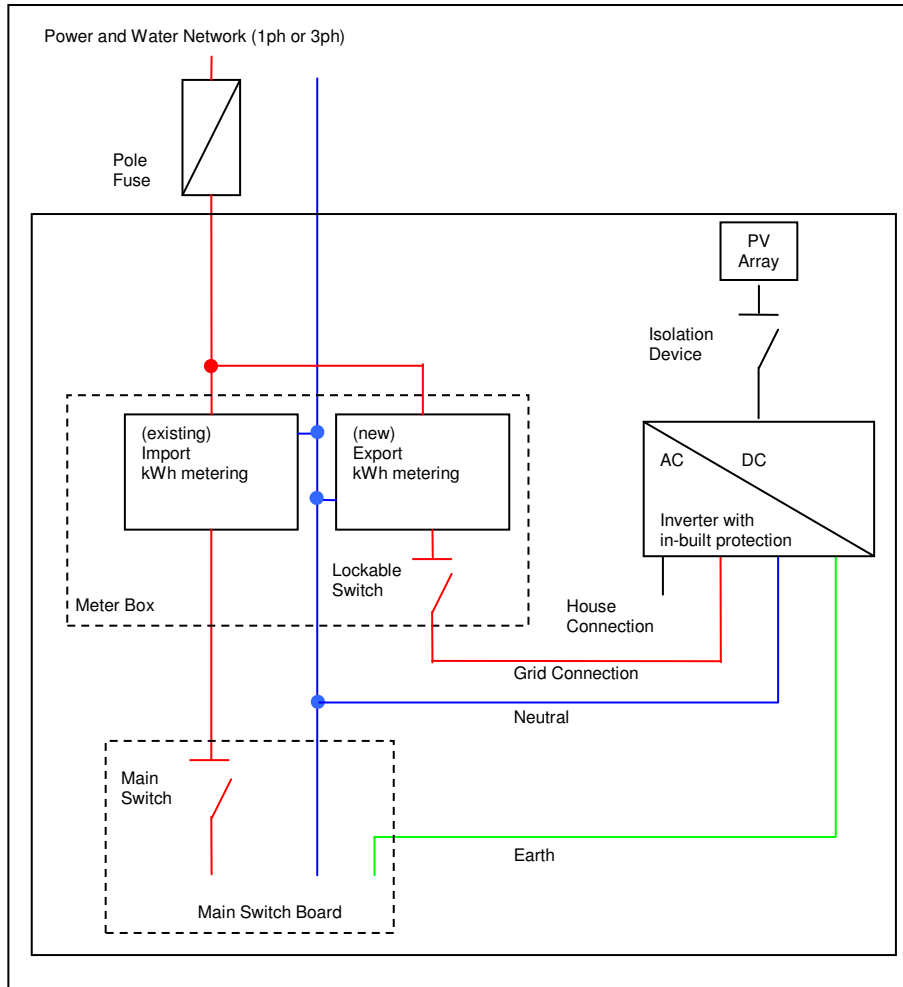 Power and Water Network (1ph or 3ph)
Pole
Fuse
PV
Array
Isolation
Device
(existing)
Import
kWh metering
(new)
Export
kWh metering
AC
DC
Inverter with
in-built protection
Lockable
Switch
Meter Box
House
Connection
Grid Connection
Neutral
Main
Switch
Earth
Main Switch Board